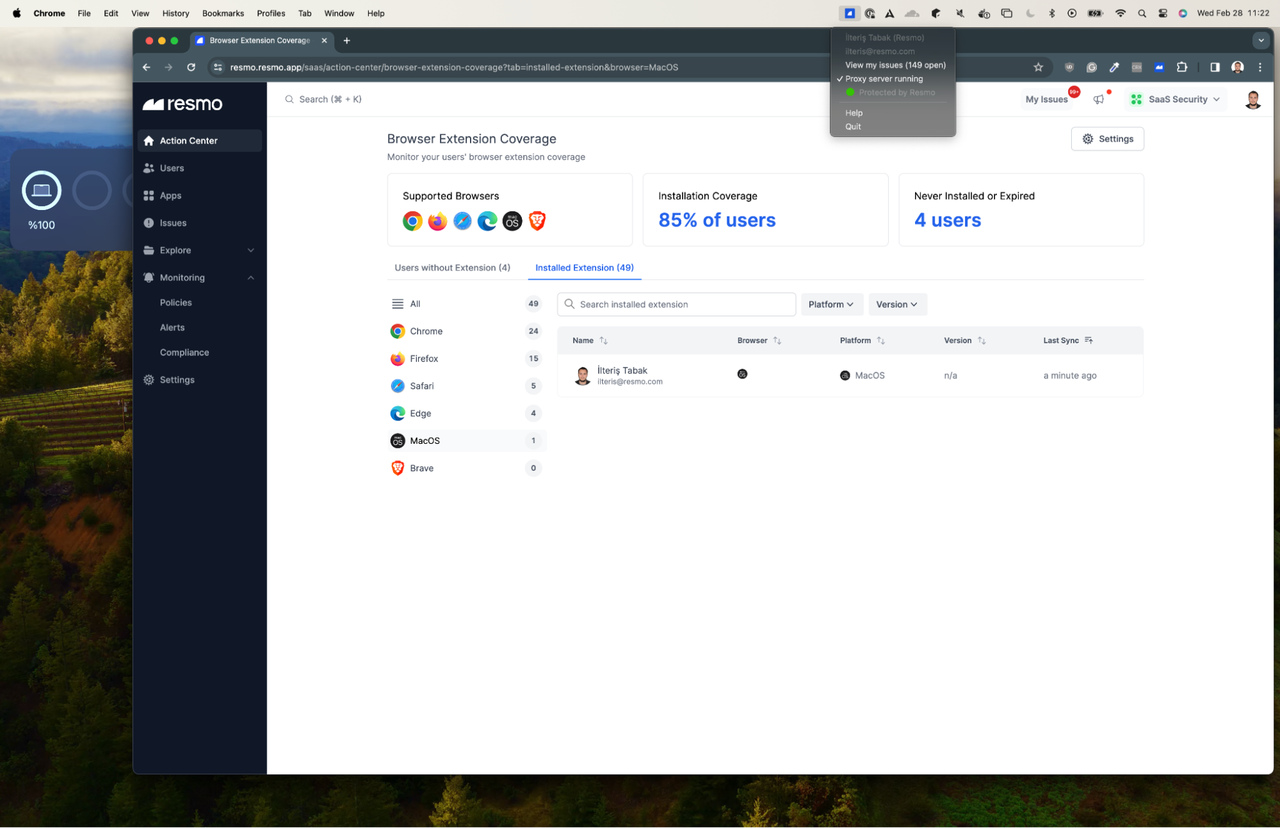 Chrome File Edit View History Bookmarks Profiles Tab Window Help
Wed Feb 28 11:22
Browser Extension Coverage
resmo.resmo.app/saas/action-center/browser-extension-coverage?tab=installed-extension&browser=MacOS
İlteriş Tabak (Resmo)
ilteris@resmo.com
View my issues (149 open)
✓ Proxy server running
Protected by Resmo
Help
Quit
%100
resmo
Action Center
Users
Apps
Issues
Explore
Monitoring
Policies
Alerts
Compliance
Settings
Search (⌘ + K)
My Issues 99+
SaaS Security
Browser Extension Coverage
Monitor your users' browser extension coverage
Settings
Supported Browsers
Installation Coverage
85% of users
Never Installed or Expired
4 users
Users without Extension (4)
Installed Extension (49)
All 49
Chrome 24
Firefox 15
Safari 5
Edge 4
MacOS 1
Brave 0
Search installed extension
Platform
Version
Name Browser Platform Version Last Sync
İlteriş Tabak
ilteris@resmo.com
MacOS n/a a minute ago